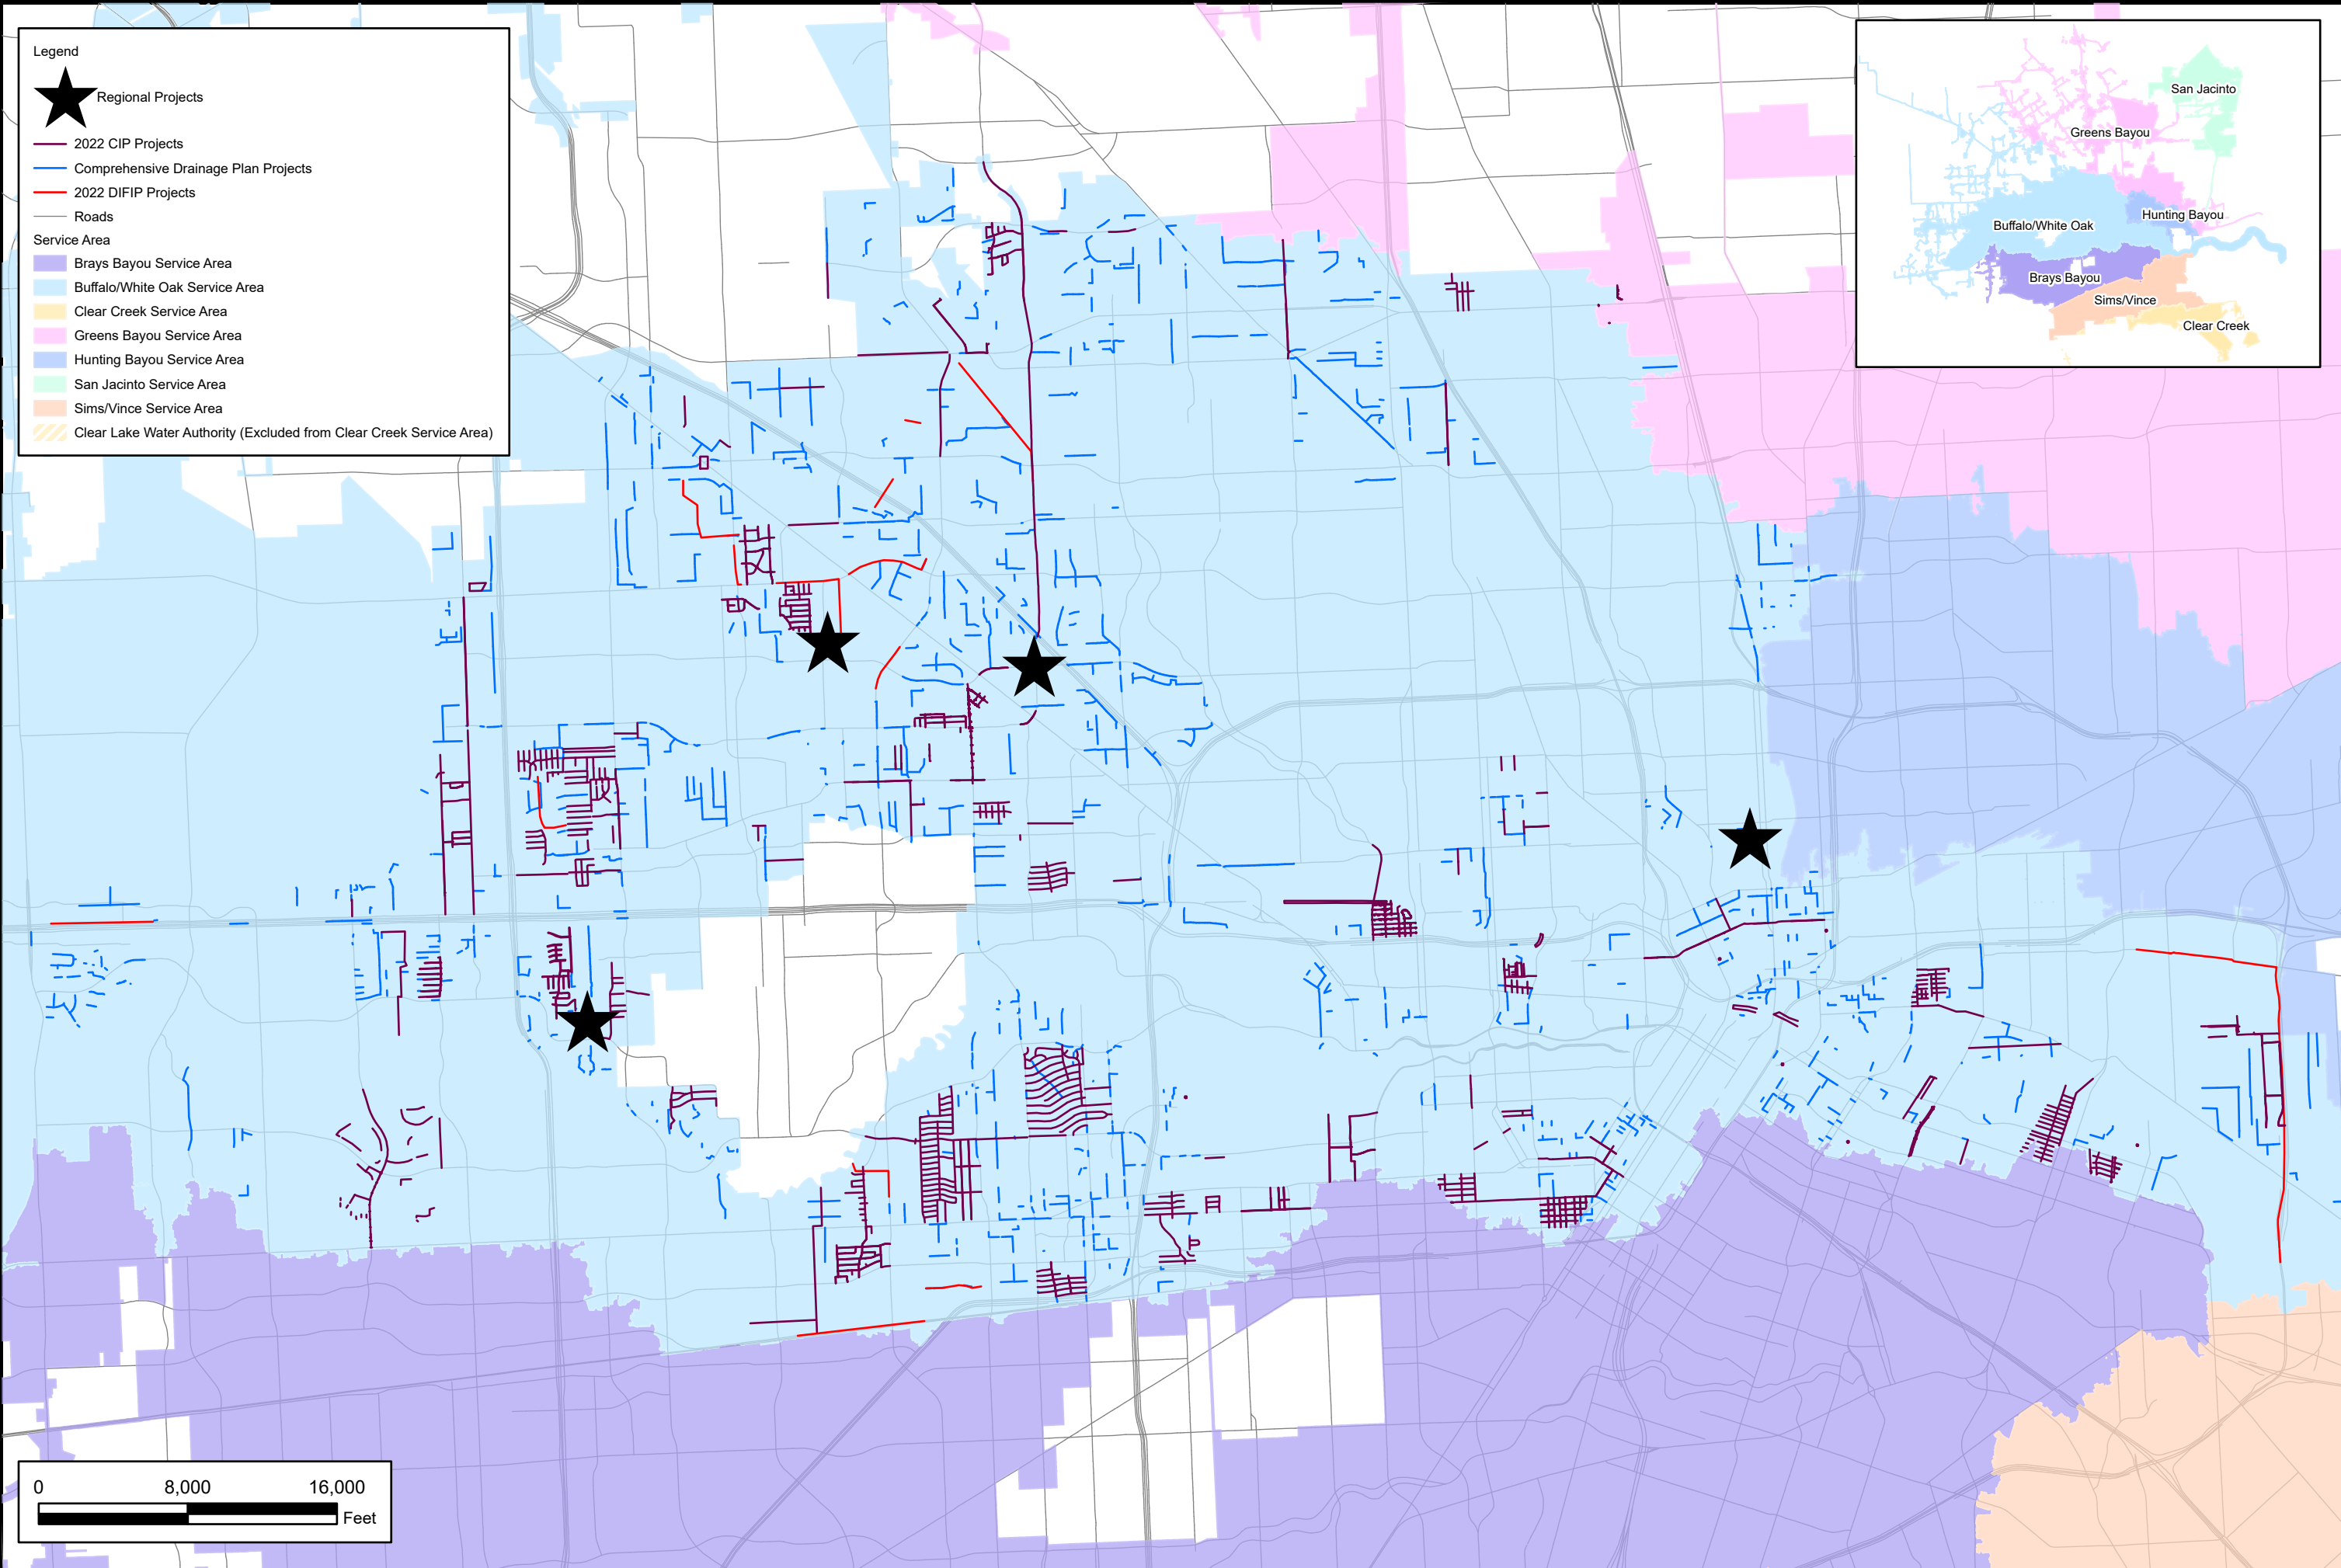 Legend
Regional Projects
2022 CIP Projects
Comprehensive Drainage Plan Projects
2022 DIFIP Projects
Roads
Service Area
Brays Bayou Service Area
Buffalo/White Oak Service Area
Clear Creek Service Area
Greens Bayou Service Area
Hunting Bayou Service Area
San Jacinto Service Area
Sims/Vince Service Area
Clear Lake Water Authority (Excluded from Clear Creek Service Area)
San Jacinto
Greens Bayou
Hunting Bayou
Buffalo/White Oak
Brays Bayou
Sims/Vince
Clear Creek
0 8,000 16,000
Feet